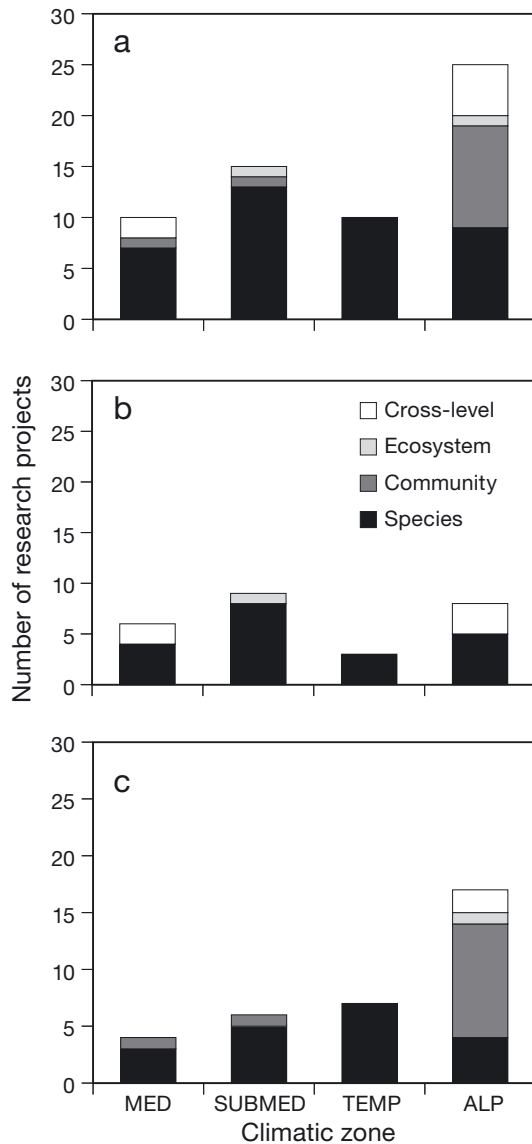 30
a
25
20
15
10
5
0
Number of research projects
30
b
Cross-level
25
Ecosystem
20
Community
Species
15
10
5
0
30
c
25
20
15
10
5
0
MED SUBMED TEMP ALP
Climatic zone